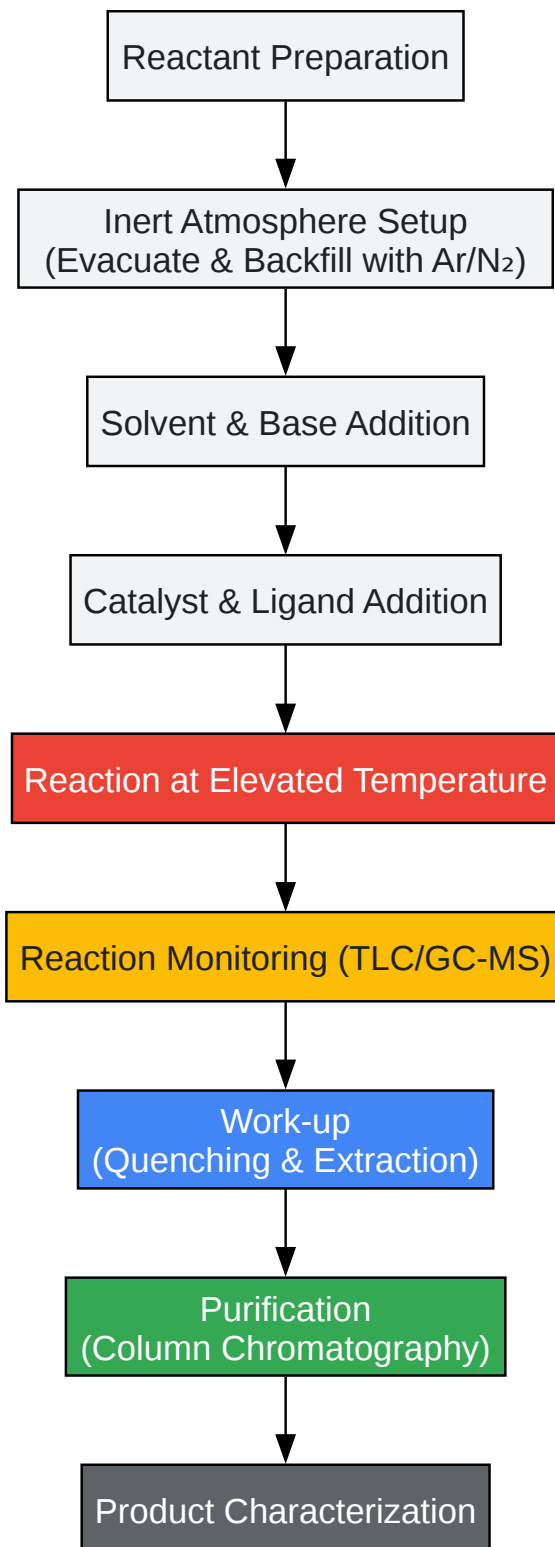 Reactant Preparation
Inert Atmosphere Setup
(Evacuate & Backfill with Ar/N₂)
Solvent & Base Addition
Catalyst & Ligand Addition
Reaction at Elevated Temperature
Reaction Monitoring (TLC/GC-MS)
Work-up
(Quenching & Extraction)
Purification
(Column Chromatography)
Product Characterization